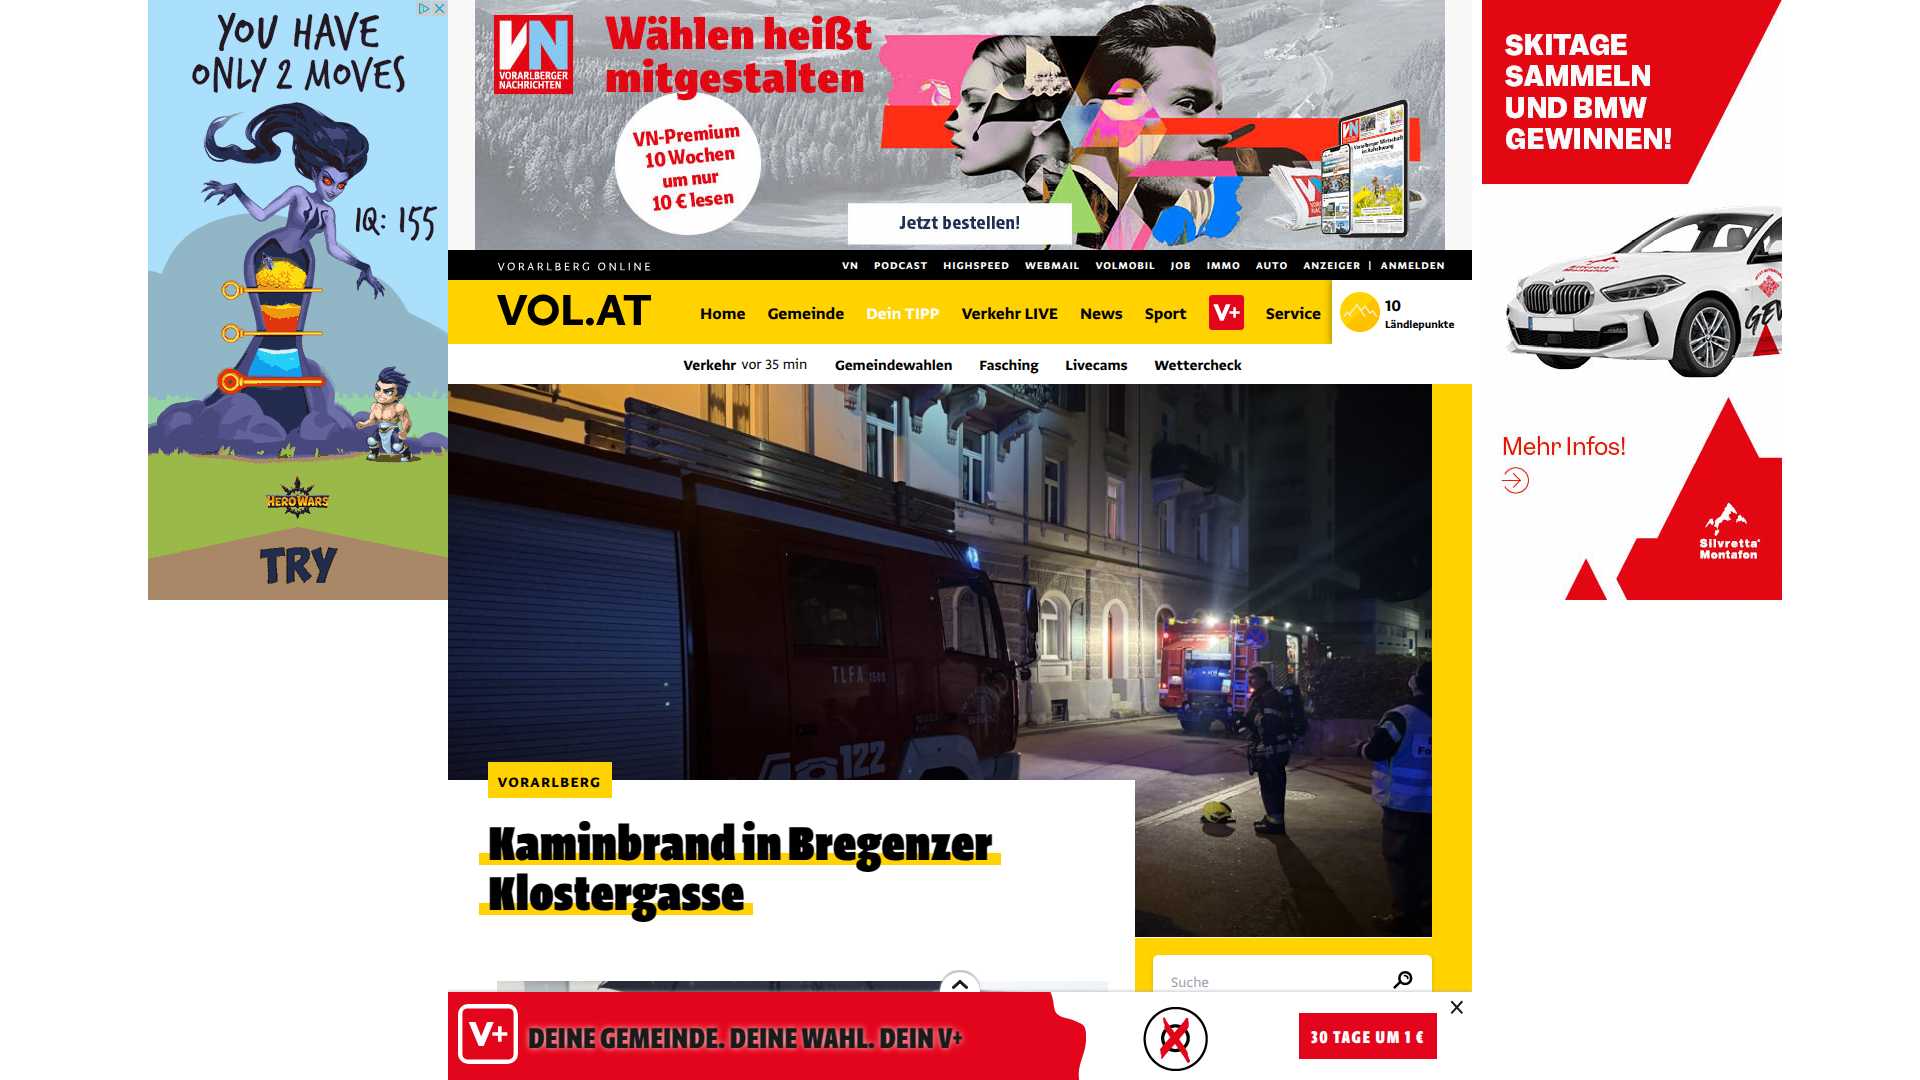 YOU HAVE
ONLY 2 MOVES
IQ: 155
HERO WARS
TRY
VN
VORARLBERGER
NACHRICHTEN
Wählen heißt
mitgestalten
VN-Premium
10 Wochen
um nur
10 € lesen
Jetzt bestellen!
SKITAGE
SAMMELN
UND BMW
GEWINNEN!
Mehr Infos!
Silvretta
Montafon
VORARLBERG ONLINE
VN PODCAST HIGHSPEED WEBMAIL VOLMOBIL JOB IMMO AUTO ANZEIGER | ANMELDEN
VOL.AT
Home Gemeinde Dein TIPP Verkehr LIVE News Sport V+ Service
10
Ländlepunkte
Verkehr vor 35 min Gemeindewahlen Fasching Livecams Wettercheck
TLFA 1500
122
VORARLBERG
Kaminbrand in Bregenzer
Klostergasse
Suche
V+
DEINE GEMEINDE. DEINE WAHL. DEIN V+
30 TAGE UM 1 €